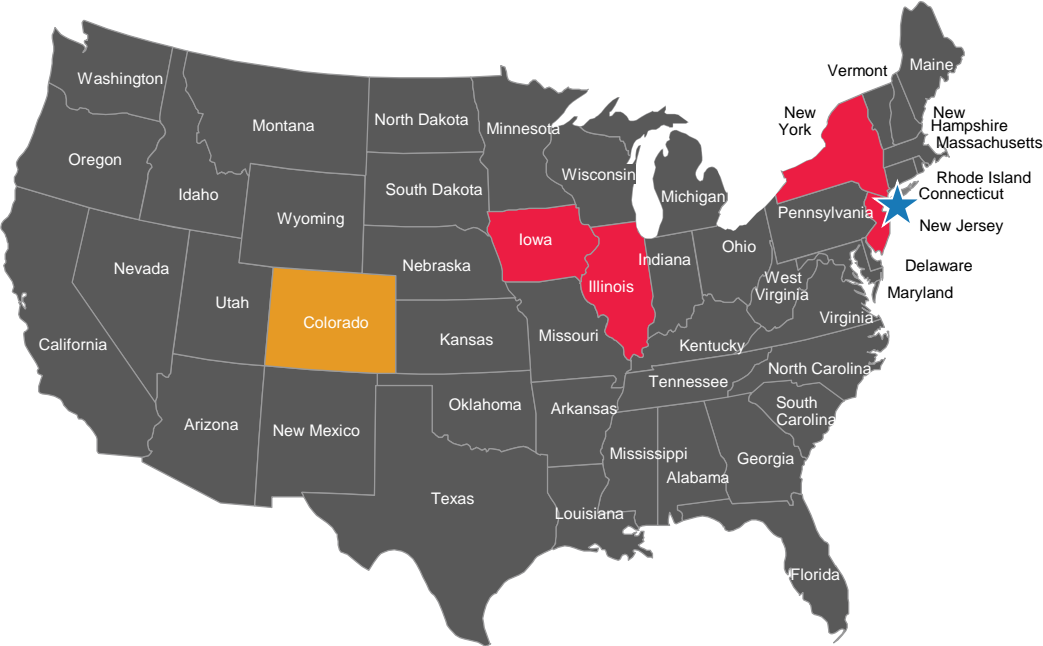 Maine
Vermont
Washington
New
York
New
Hampshire
Massachusetts
North Dakota
Montana
Minnesota
Oregon
Wisconsin
Rhode Island
South Dakota
Idaho
Michigan
Connecticut
Wyoming
Pennsylvania
New Jersey
Iowa
Ohio
Indiana
Nebraska
Delaware
Nevada
West
Virginia
Illinois
Maryland
Utah
Colorado
Virginia
Missouri
Kansas
California
Kentucky
North Carolina
Tennessee
Oklahoma
Arkansas
South
Carolina
Arizona
New Mexico
Mississippi
Georgia
Alabama
Texas
Louisiana
Florida